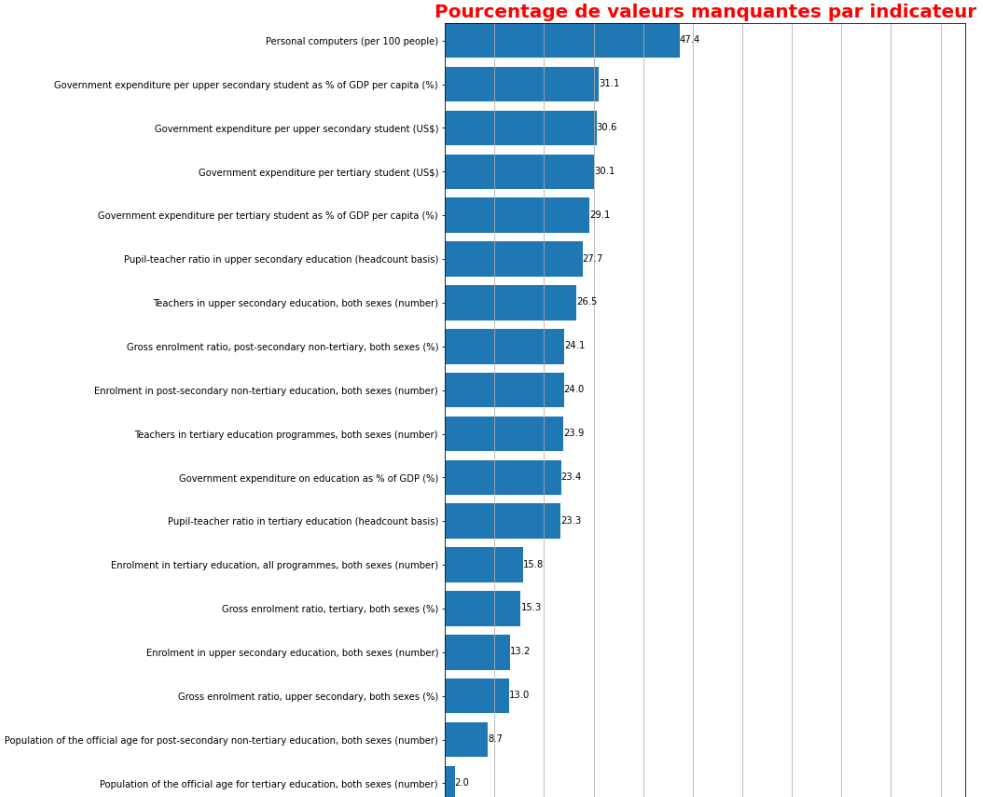 Pourcentage de valeurs manquantes par indicateur
Personal computers (per 100 people) 47.4
Government expenditure per upper secondary student as % of GDP per capita (%) 31.1
Government expenditure per upper secondary student (US$) 30.6
Government expenditure per tertiary student (US$) 30.1
Government expenditure per tertiary student as % of GDP per capita (%) 29.1
Pupil-teacher ratio in upper secondary education (headcount basis) 27.7
Teachers in upper secondary education, both sexes (number) 26.5
Gross enrolment ratio, post-secondary non-tertiary, both sexes (%) 24.1
Enrolment in post-secondary non-tertiary education, both sexes (number) 24.0
Teachers in tertiary education programmes, both sexes (number) 23.9
Government expenditure on education as % of GDP (%) 23.4
Pupil-teacher ratio in tertiary education (headcount basis) 23.3
Enrolment in tertiary education, all programmes, both sexes (number) 15.8
Gross enrolment ratio, tertiary, both sexes (%) 15.3
Enrolment in upper secondary education, both sexes (number) 13.2
Gross enrolment ratio, upper secondary, both sexes (%) 13.0
Population of the official age for post-secondary non-tertiary education, both sexes (number) 8.7
Population of the official age for tertiary education, both sexes (number) 2.0